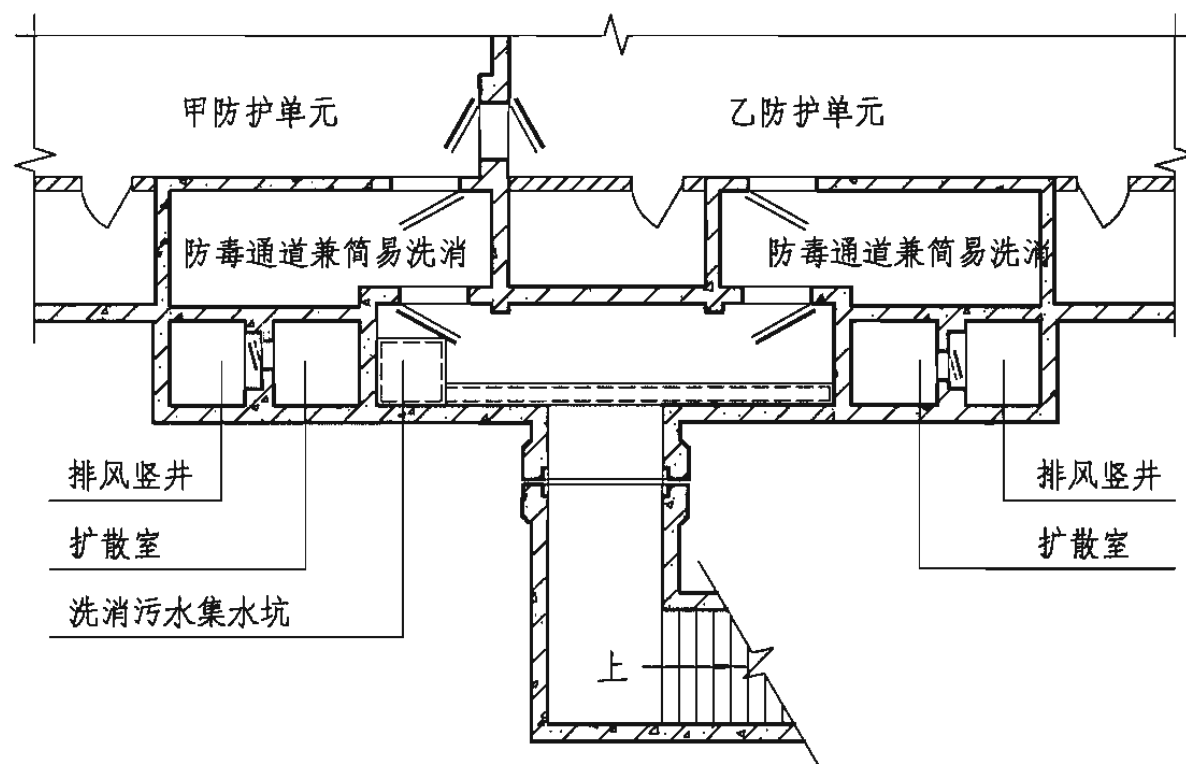 甲防护单元
乙防护单元
防毒通道兼简易洗消
防毒通道兼简易洗消
排风竖井
扩散室
洗消污水集水坑
排风竖井
扩散室
上